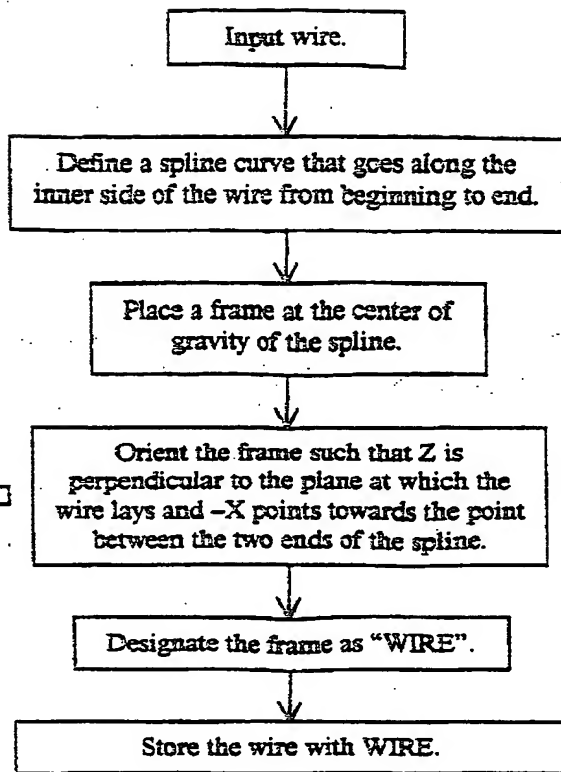 Input wire.
Define a spline curve that goes along the
inner side of the wire from beginning to end.
Place a frame at the center of
gravity of the spline.
Orient the frame such that Z is
perpendicular to the plane at which the
wire lays and –X points towards the point
between the two ends of the spline.
Designate the frame as “WIRE”.
Store the wire with WIRE.